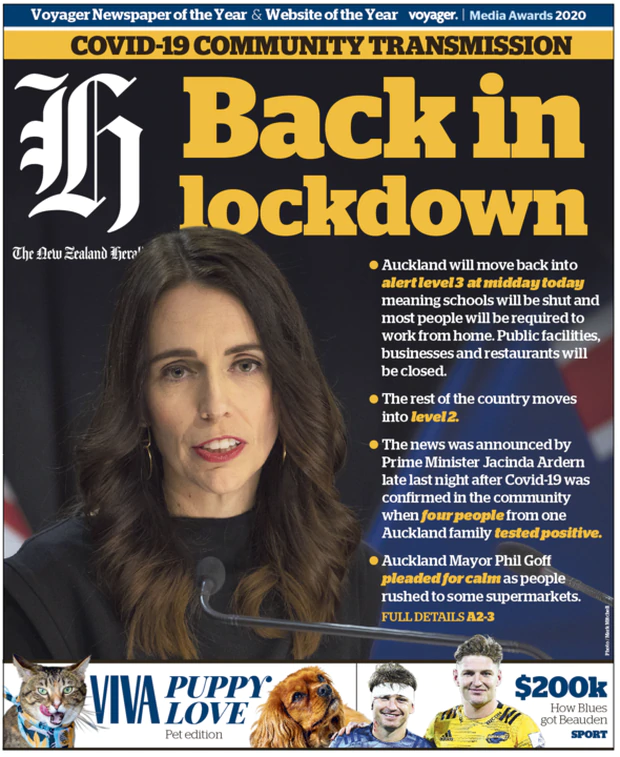 Voyager Newspaper of the Year & Website of the Year voyager. | Media Awards 2020
COVID-19 COMMUNITY TRANSMISSION
H
Back in
lockdown
The New Zealand Heral
Auckland will move back into
alert level 3 at midday today
meaning schools will be shut and
most people will be required to
work from home. Public facilities,
businesses and restaurants will
be closed.
The rest of the country moves
into level 2.
The news was announced by
Prime Minister Jacinda Ardern
late last night after Covid-19 was
confirmed in the community
when four people from one
Auckland family tested positive.
Auckland Mayor Phil Goff
pleaded for calm as people
rushed to some supermarkets.
FULL DETAILS A2-3
Photo / Mark Mitchell
VIVA
PUPPY
LOVE
Pet edition
$200k
How Blues
got Beauden
SPORT